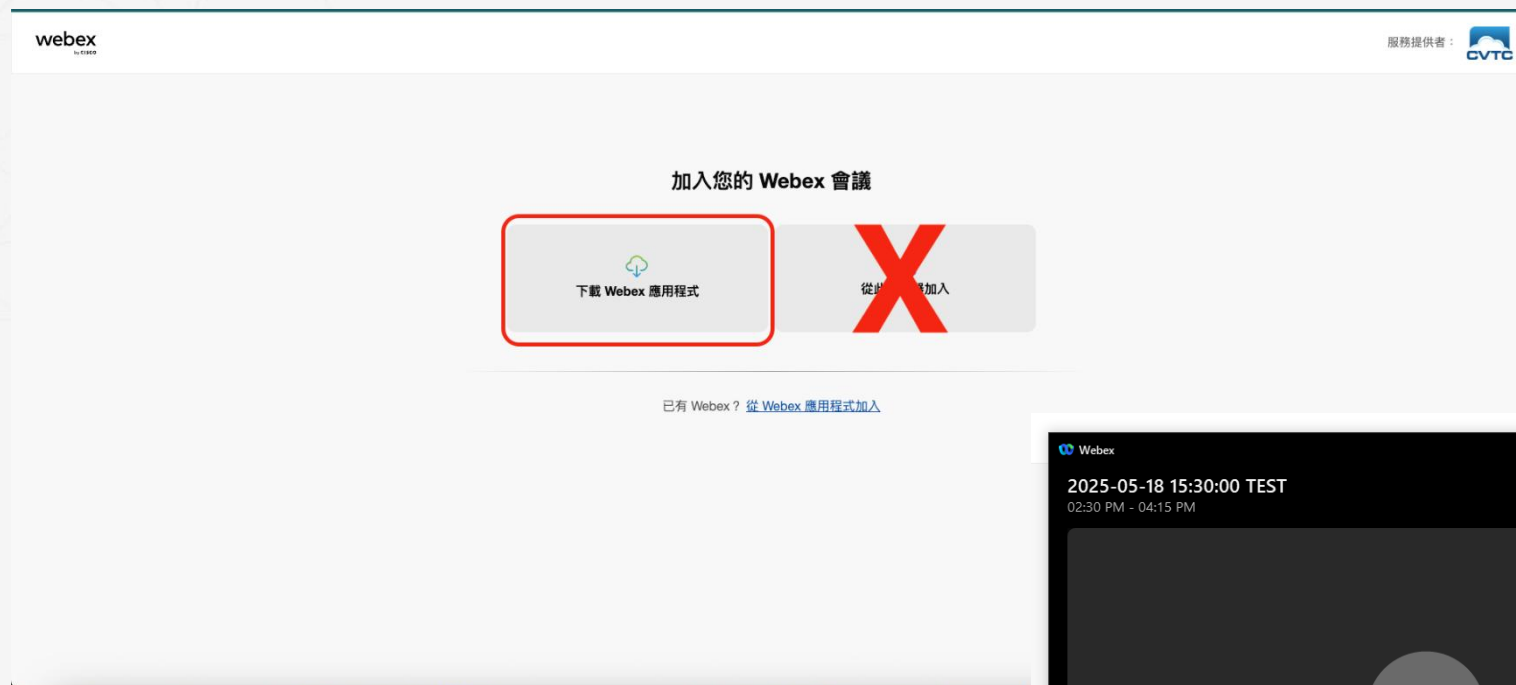 webex
by CISCO
服務提供者：
CVTC
加入您的 Webex 會議
下載 Webex 應用程式
從此 加入
X
已有 Webex？ 從 Webex 應用程式加入
Webex
2025-05-18 15:30:00 TEST
02:30 PM - 04:15 PM